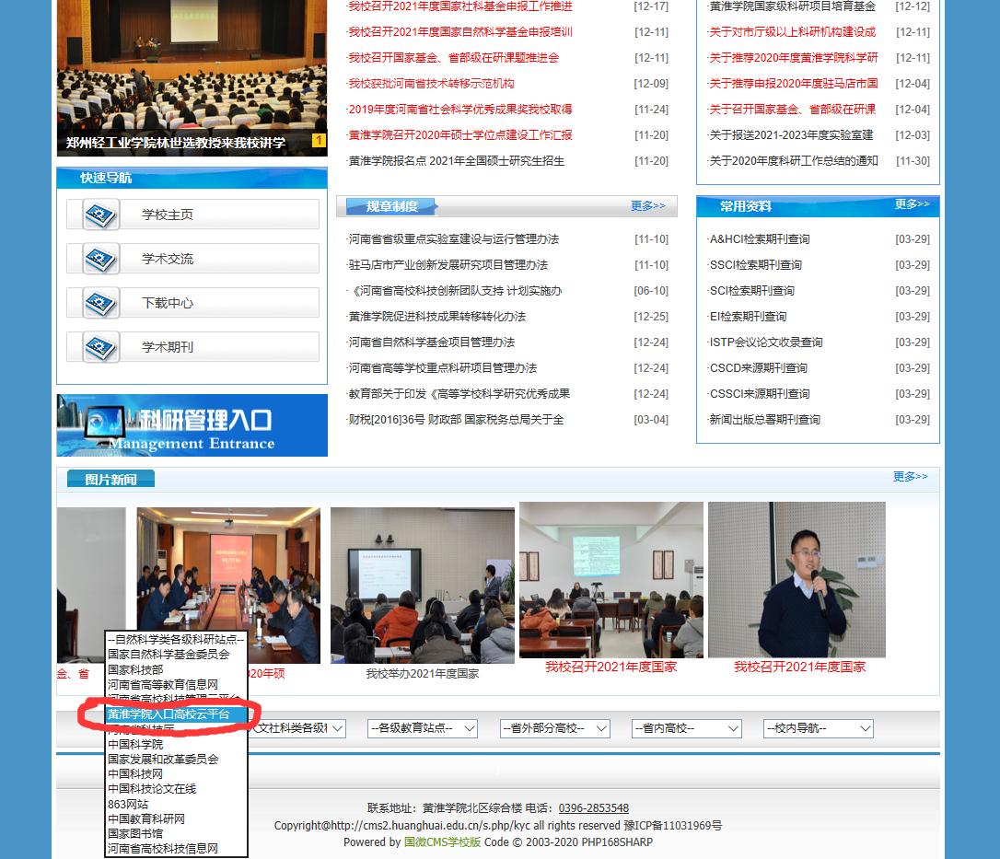 郑州轻工业学院林世选教授来我校讲学
1
·我校召开2021年度国家社科基金申报工作推进 [12-17]
·我校召开2021年度国家自然科学基金申报培训 [12-11]
·我校召开国家基金、省部级在研课题推进会 [12-11]
·我校获批河南省技术转移示范机构 [12-09]
·2019年度河南省社会科学优秀成果奖我校取得 [11-24]
·黄淮学院召开2020年硕士学位点建设工作汇报 [11-20]
·黄淮学院报名点 2021年全国硕士研究生招生 [11-20]
·黄淮学院国家级科研项目培育基金 [12-12]
·关于对市厅级以上科研机构建设成 [12-11]
·关于推荐2020年度黄淮学院科学研 [12-11]
·关于推荐申报2020年度驻马店市国 [12-04]
·关于召开国家基金、省部级在研课 [12-04]
·关于报送2021-2023年度实验室建 [12-03]
·关于2020年度科研工作总结的通知 [11-30]
快速导航
学校主页
学术交流
下载中心
学术期刊
科研管理入口
Management Entrance
规章制度 更多>>
·河南省省级重点实验室建设与运行管理办法 [11-10]
·驻马店市产业创新发展研究项目管理办法 [11-10]
·《河南省高校科技创新团队支持 计划实施办 [06-10]
·黄淮学院促进科技成果转移转化办法 [12-25]
·河南省自然科学基金项目管理办法 [12-24]
·河南省高等学校重点科研项目管理办法 [12-24]
·教育部关于印发《高等学校科学研究优秀成果 [12-24]
·财税[2016]36号 财政部 国家税务总局关于全 [03-04]
常用资料 更多>>
·A&HCI检索期刊查询 [03-29]
·SSCI检索期刊查询 [03-29]
·SCI检索期刊查询 [03-29]
·EI检索期刊查询 [03-29]
·ISTP会议论文收录查询 [03-29]
·CSCD来源期刊查询 [03-29]
·CSSCI来源期刊查询 [03-29]
·新闻出版总署期刊查询 [03-29]
图片新闻 更多>>
金、省
020年硕
我校举办2021年度国家
我校召开2021年度国家
我校召开2021年度国家
--自然科学类各级科研站点--
国家自然科学基金委员会
国家科技部
河南省高等教育信息网
河南省高校科技管理云平台
黄淮学院入口高校云平台
河南省科技厅
中国科学院
国家发展和改革委员会
中国科技网
中国科技论文在线
863网站
中国教育科研网
国家图书馆
河南省高校科技信息网
人文社科类各级科
--各级教育站点--
--省外部分高校--
--省内高校--
--校内导航--
联系地址：黄淮学院北区综合楼 电话：0396-2853548
Copyright@http://cms2.huanghuai.edu.cn/s.php/kyc all rights reserved 豫ICP备11031969号
Powered by 国微CMS学校版 Code © 2003-2020 PHP168SHARP